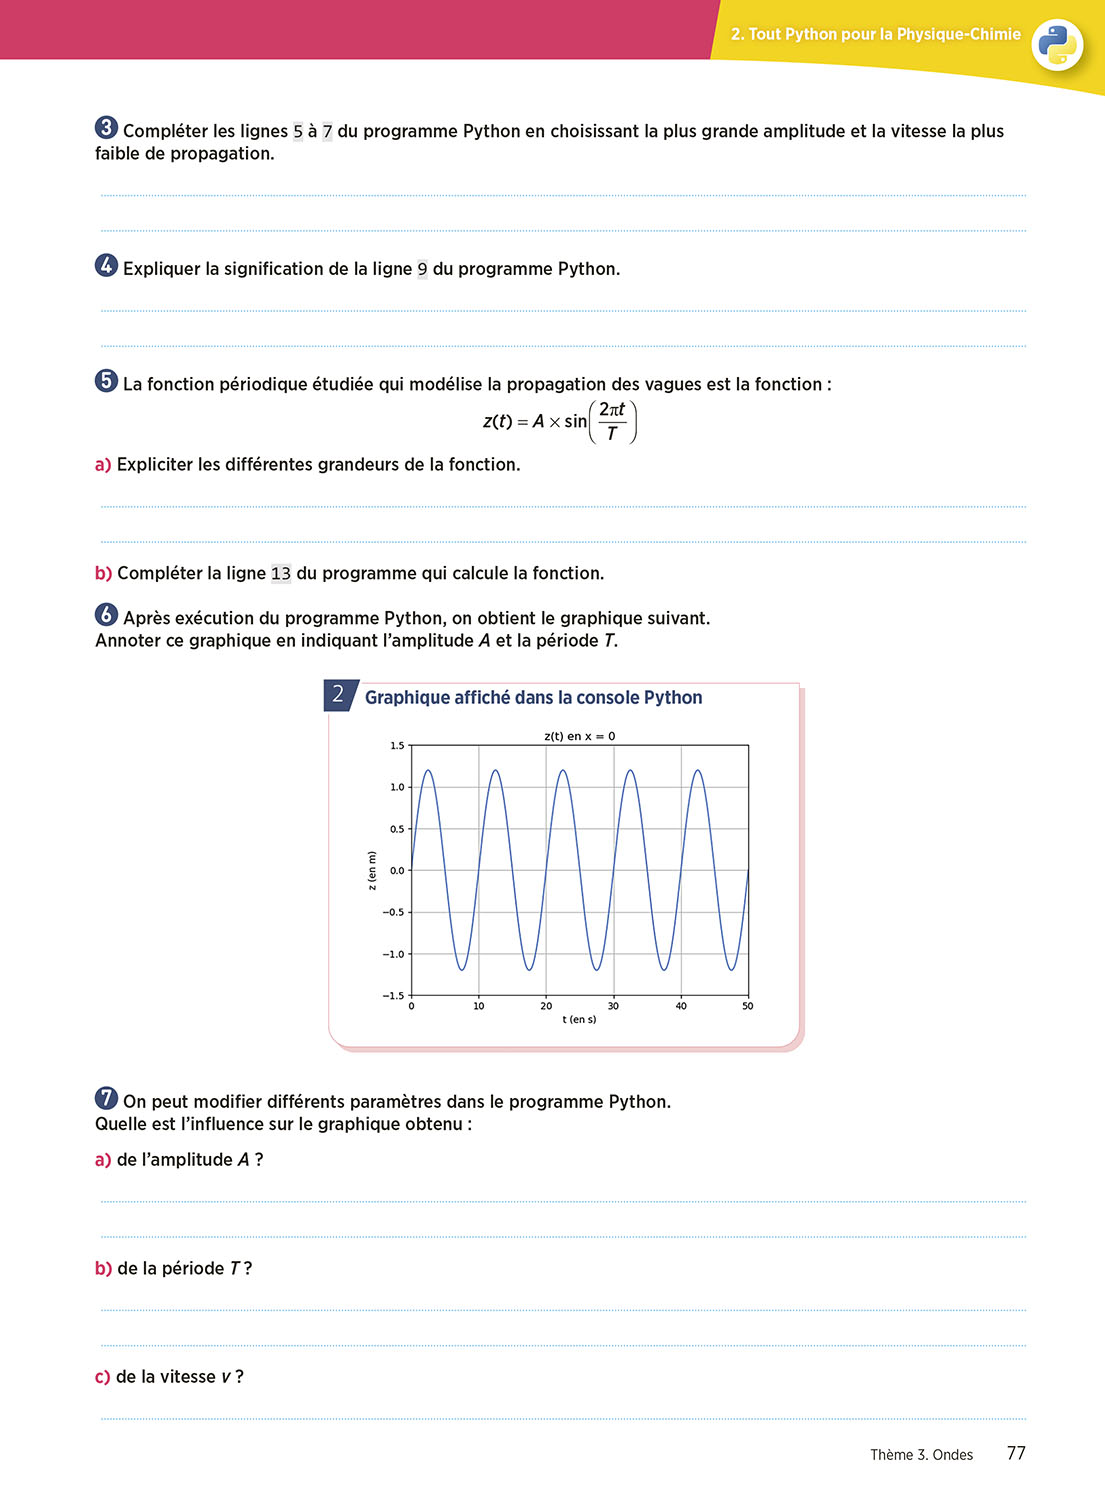 2. Tout Python pour la Physique-Chimie
3 Compléter les lignes 5 à 7 du programme Python en choisissant la plus grande amplitude et la vitesse la plus
faible de propagation.
4 Expliquer la signification de la ligne 9 du programme Python.
5 La fonction périodique étudiée qui modélise la propagation des vagues est la fonction :
z(t) = A × sin(2πt/T)
a) Expliciter les différentes grandeurs de la fonction.
b) Compléter la ligne 13 du programme qui calcule la fonction.
6 Après exécution du programme Python, on obtient le graphique suivant.
Annoter ce graphique en indiquant l’amplitude A et la période T.
2 Graphique affiché dans la console Python
z(t) en x = 0
1.5
1.0
0.5
0.0
−0.5
−1.0
−1.5
z (en m)
0 10 20 30 40 50
t (en s)
7 On peut modifier différents paramètres dans le programme Python.
Quelle est l’influence sur le graphique obtenu :
a) de l’amplitude A ?
b) de la période T ?
c) de la vitesse v ?
Thème 3. Ondes 77